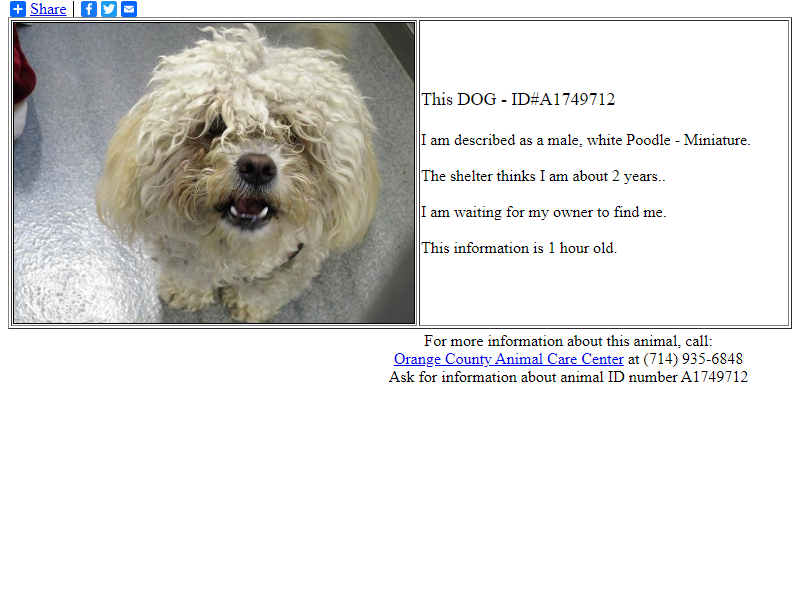 Share
This DOG - ID#A1749712
I am described as a male, white Poodle - Miniature.
The shelter thinks I am about 2 years..
I am waiting for my owner to find me.
This information is 1 hour old.
For more information about this animal, call:
Orange County Animal Care Center at (714) 935-6848
Ask for information about animal ID number A1749712